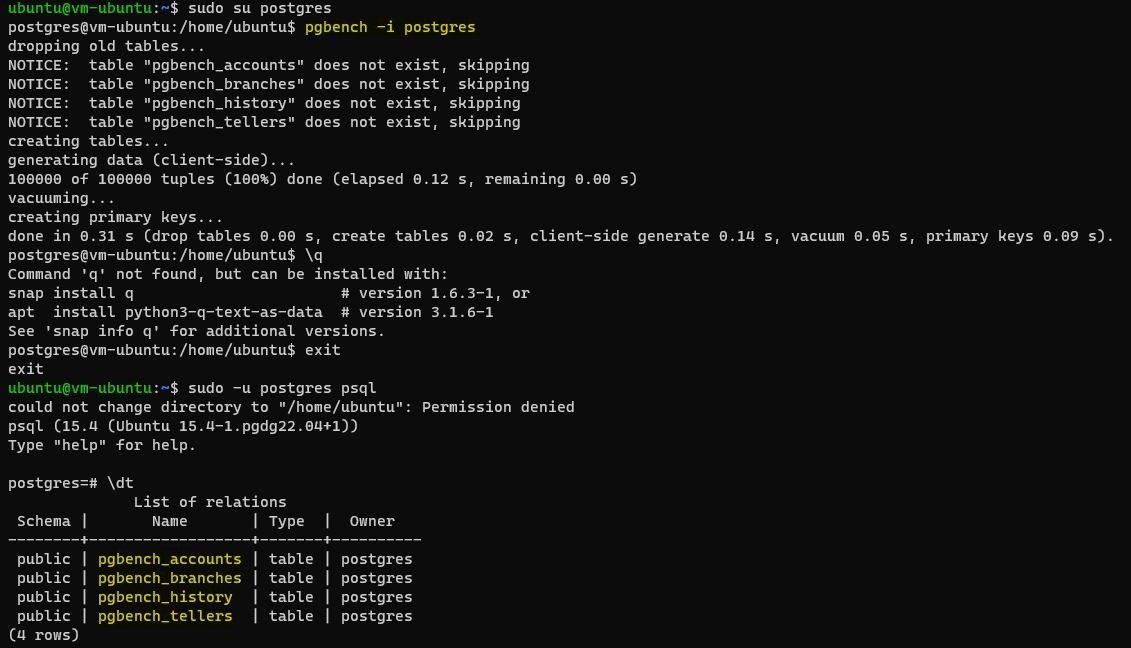 ubuntu@vm-ubuntu:~$ sudo su postgres
postgres@vm-ubuntu:/home/ubuntu$ pgbench -i postgres
dropping old tables...
NOTICE:  table "pgbench_accounts" does not exist, skipping
NOTICE:  table "pgbench_branches" does not exist, skipping
NOTICE:  table "pgbench_history" does not exist, skipping
NOTICE:  table "pgbench_tellers" does not exist, skipping
creating tables...
generating data (client-side)...
100000 of 100000 tuples (100%) done (elapsed 0.12 s, remaining 0.00 s)
vacuuming...
creating primary keys...
done in 0.31 s (drop tables 0.00 s, create tables 0.02 s, client-side generate 0.14 s, vacuum 0.05 s, primary keys 0.09 s).
postgres@vm-ubuntu:/home/ubuntu$ \q
Command 'q' not found, but can be installed with:
snap install q                       # version 1.6.3-1, or
apt  install python3-q-text-as-data  # version 3.1.6-1
See 'snap info q' for additional versions.
postgres@vm-ubuntu:/home/ubuntu$ exit
exit
ubuntu@vm-ubuntu:~$ sudo -u postgres psql
could not change directory to "/home/ubuntu": Permission denied
psql (15.4 (Ubuntu 15.4-1.pgdg22.04+1))
Type "help" for help.

postgres=# \dt
              List of relations
 Schema |       Name       | Type  |  Owner
--------+------------------+-------+----------
 public | pgbench_accounts | table | postgres
 public | pgbench_branches | table | postgres
 public | pgbench_history  | table | postgres
 public | pgbench_tellers  | table | postgres
(4 rows)